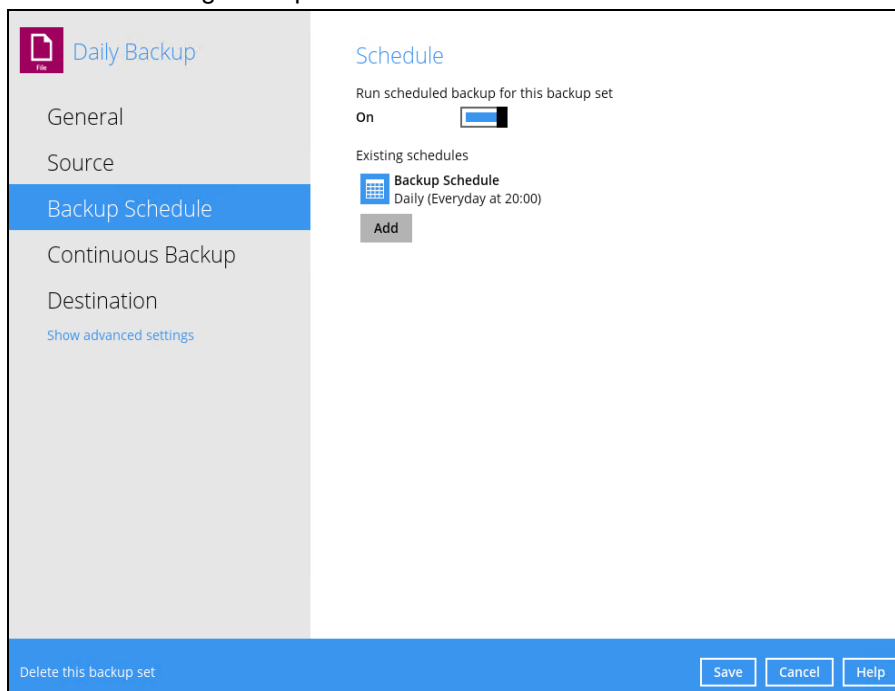 File
Daily Backup
General
Source
Backup Schedule
Continuous Backup
Destination
Show advanced settings
Schedule
Run scheduled backup for this backup set
On
Existing schedules
Backup Schedule
Daily (Everyday at 20:00)
Add
Delete this backup set
Save
Cancel
Help